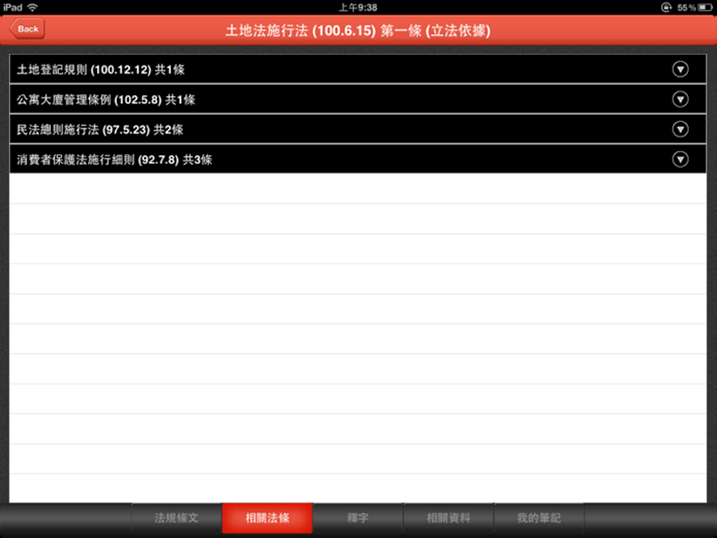 iPad 上午9:38 55%
Back 土地法施行法 (100.6.15) 第一條 (立法依據)
土地登記規則 (100.12.12) 共1條
公寓大廈管理條例 (102.5.8) 共1條
民法總則施行法 (97.5.23) 共2條
消費者保護法施行細則 (92.7.8) 共3條
法規條文 相關法條 釋字 相關資料 我的筆記